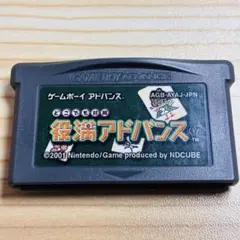 GAME BOY ADVANCE
ゲームボーイ アドバンス
AGB-AYAJ-JPN
どこでも対局
役満アドバンス
©2001 Nintendo/Game produced by NDCUBE